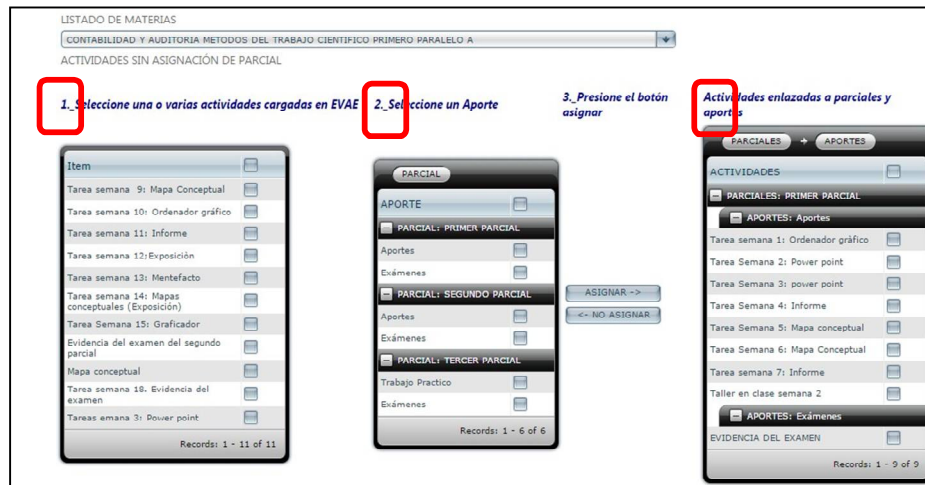 LISTADO DE MATERIAS
CONTABILIDAD Y AUDITORIA METODOS DEL TRABAJO CIENTIFICO PRIMERO PARALELO A
ACTIVIDADES SIN ASIGNACIÓN DE PARCIAL
1._Seleccione una o varias actividades cargadas en EVAE
Item
Tarea semana 9: Mapa Conceptual
Tarea semana 10: Ordenador gráfico
Tarea semana 11: Informe
Tarea semana 12:Exposición
Tarea semana 13: Mentefacto
Tarea semana 14: Mapas
conceptuales (Exposición)
Tarea Semana 15: Graficador
Evidencia del examen del segundo
parcial
Mapa conceptual
Tarea semana 18. Evidencia del
examen
Tareas emana 3: Power point
Records: 1 - 11 of 11
2._Seleccione un Aporte
PARCIAL
APORTE
PARCIAL: PRIMER PARCIAL
Aportes
Exámenes
PARCIAL: SEGUNDO PARCIAL
Aportes
Exámenes
PARCIAL: TERCER PARCIAL
Trabajo Practico
Exámenes
Records: 1 - 6 of 6
3._Presione el botón
asignar
ASIGNAR ->
<- NO ASIGNAR
Actividades enlazadas a parciales y
aportes
PARCIALES → APORTES
ACTIVIDADES
PARCIALES: PRIMER PARCIAL
APORTES: Aportes
Tarea semana 1: Ordenador gráfico
Tarea Semana 2: Power point
Tarea Semana 3: power point
Tarea Semana 4: Informe
Tarea Semana 5: Mapa conceptual
Tarea Semana 6: Mapa Conceptual
Tarea semana 7: Informe
Taller en clase semana 2
APORTES: Exámenes
EVIDENCIA DEL EXAMEN
Records: 1 - 9 of 9